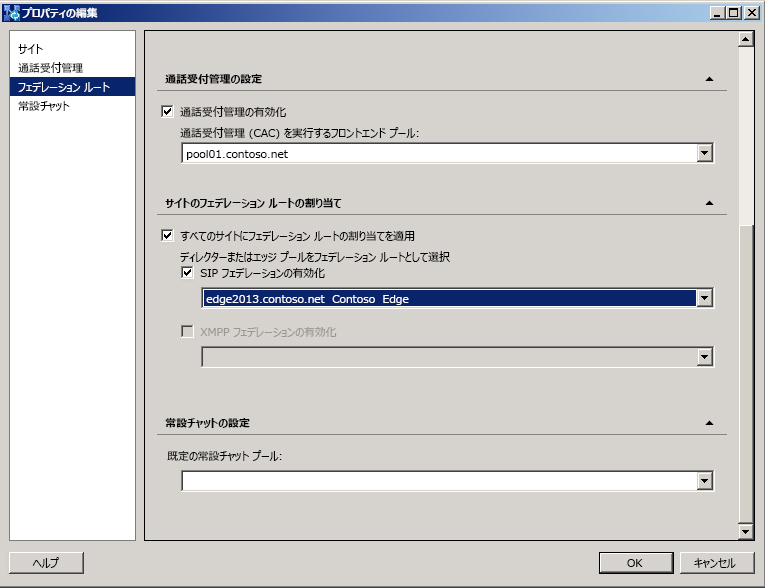 プロパティの編集
サイト
通話受付管理
フェデレーション ルート
常設チャット
通話受付管理の設定
通話受付管理の有効化
通話受付管理 (CAC) を実行するフロントエンド プール:
pool01.contoso.net
サイトのフェデレーション ルートの割り当て
すべてのサイトにフェデレーション ルートの割り当てを適用
ディレクターまたはエッジ プールをフェデレーション ルートとして選択
SIP フェデレーションの有効化
edge2013.contoso.net Contoso Edge
XMPP フェデレーションの有効化
常設チャットの設定
既定の常設チャット プール:
ヘルプ
OK
キャンセル